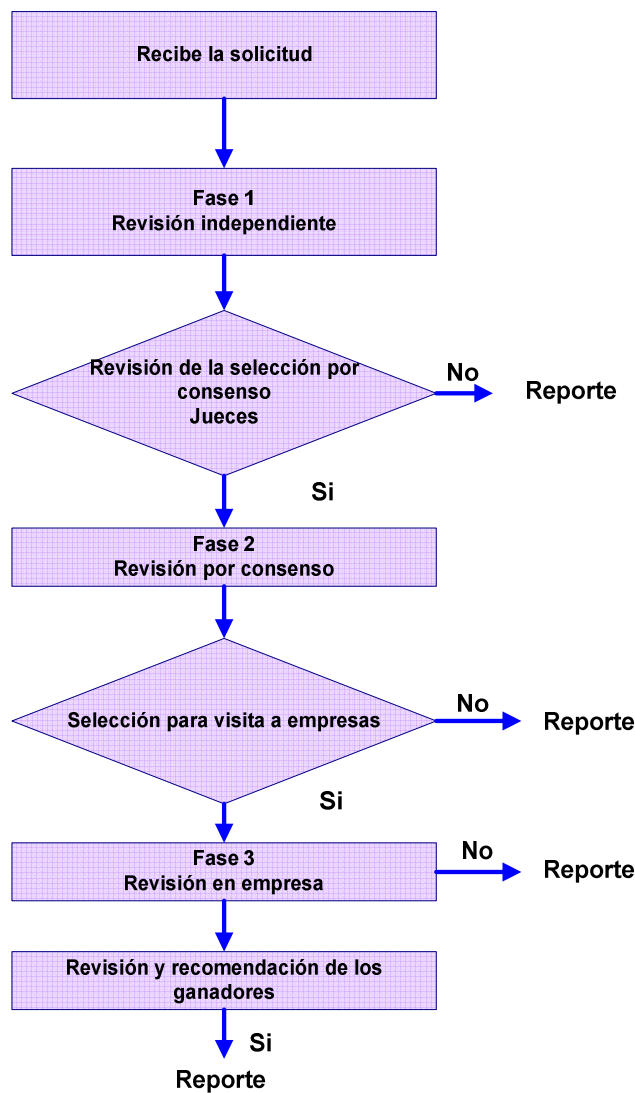 Recibe la solicitud
Fase 1
Revisión independiente
Revisión de la selección por
consenso
Jueces
No
Reporte
Si
Fase 2
Revisión por consenso
Selección para visita a empresas
No
Reporte
Si
Fase 3
Revisión en empresa
No
Reporte
Revisión y recomendación de los
ganadores
Si
Reporte